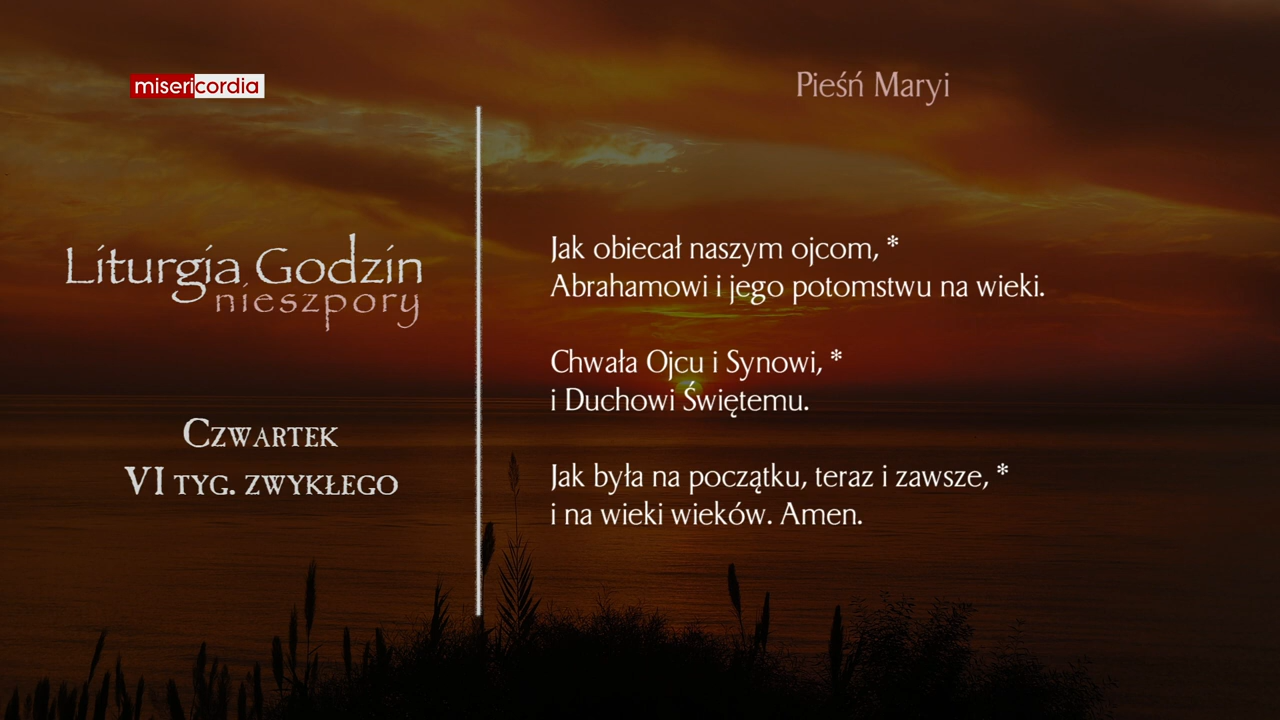 misericordia
Pieśń Maryi
Liturgia Godzin
nieszpory
Czwartek
VI tyg. zwykłego
Jak obiecał naszym ojcom, *
Abrahamowi i jego potomstwu na wieki.
Chwała Ojcu i Synowi, *
i Duchowi Świętemu.
Jak była na początku, teraz i zawsze, *
i na wieki wieków. Amen.